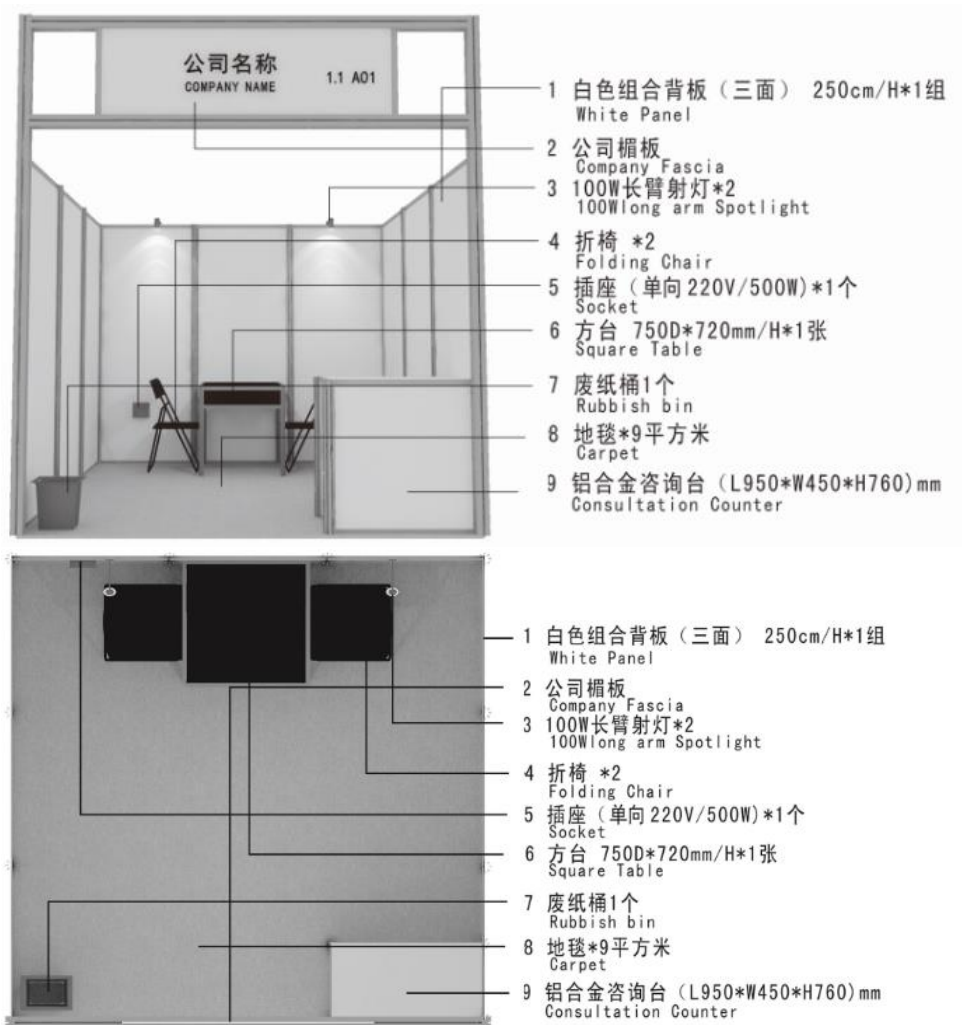 公司名称
COMPANY NAME
1.1 A01
1 白色组合背板（三面） 250cm/H*1组
White Panel
2 公司楣板
Company Fascia
3 100W长臂射灯*2
100Wlong arm Spotlight
4 折椅 *2
Folding Chair
5 插座（单向220V/500W)*1个
Socket
6 方台 750D*720mm/H*1张
Square Table
7 废纸桶1个
Rubbish bin
8 地毯*9平方米
Carpet
9 铝合金咨询台（L950*W450*H760)mm
Consultation Counter
1 白色组合背板（三面） 250cm/H*1组
White Panel
2 公司楣板
Company Fascia
3 100W长臂射灯*2
100Wlong arm Spotlight
4 折椅 *2
Folding Chair
5 插座（单向220V/500W)*1个
Socket
6 方台 750D*720mm/H*1张
Square Table
7 废纸桶1个
Rubbish bin
8 地毯*9平方米
Carpet
9 铝合金咨询台（L950*W450*H760)mm
Consultation Counter